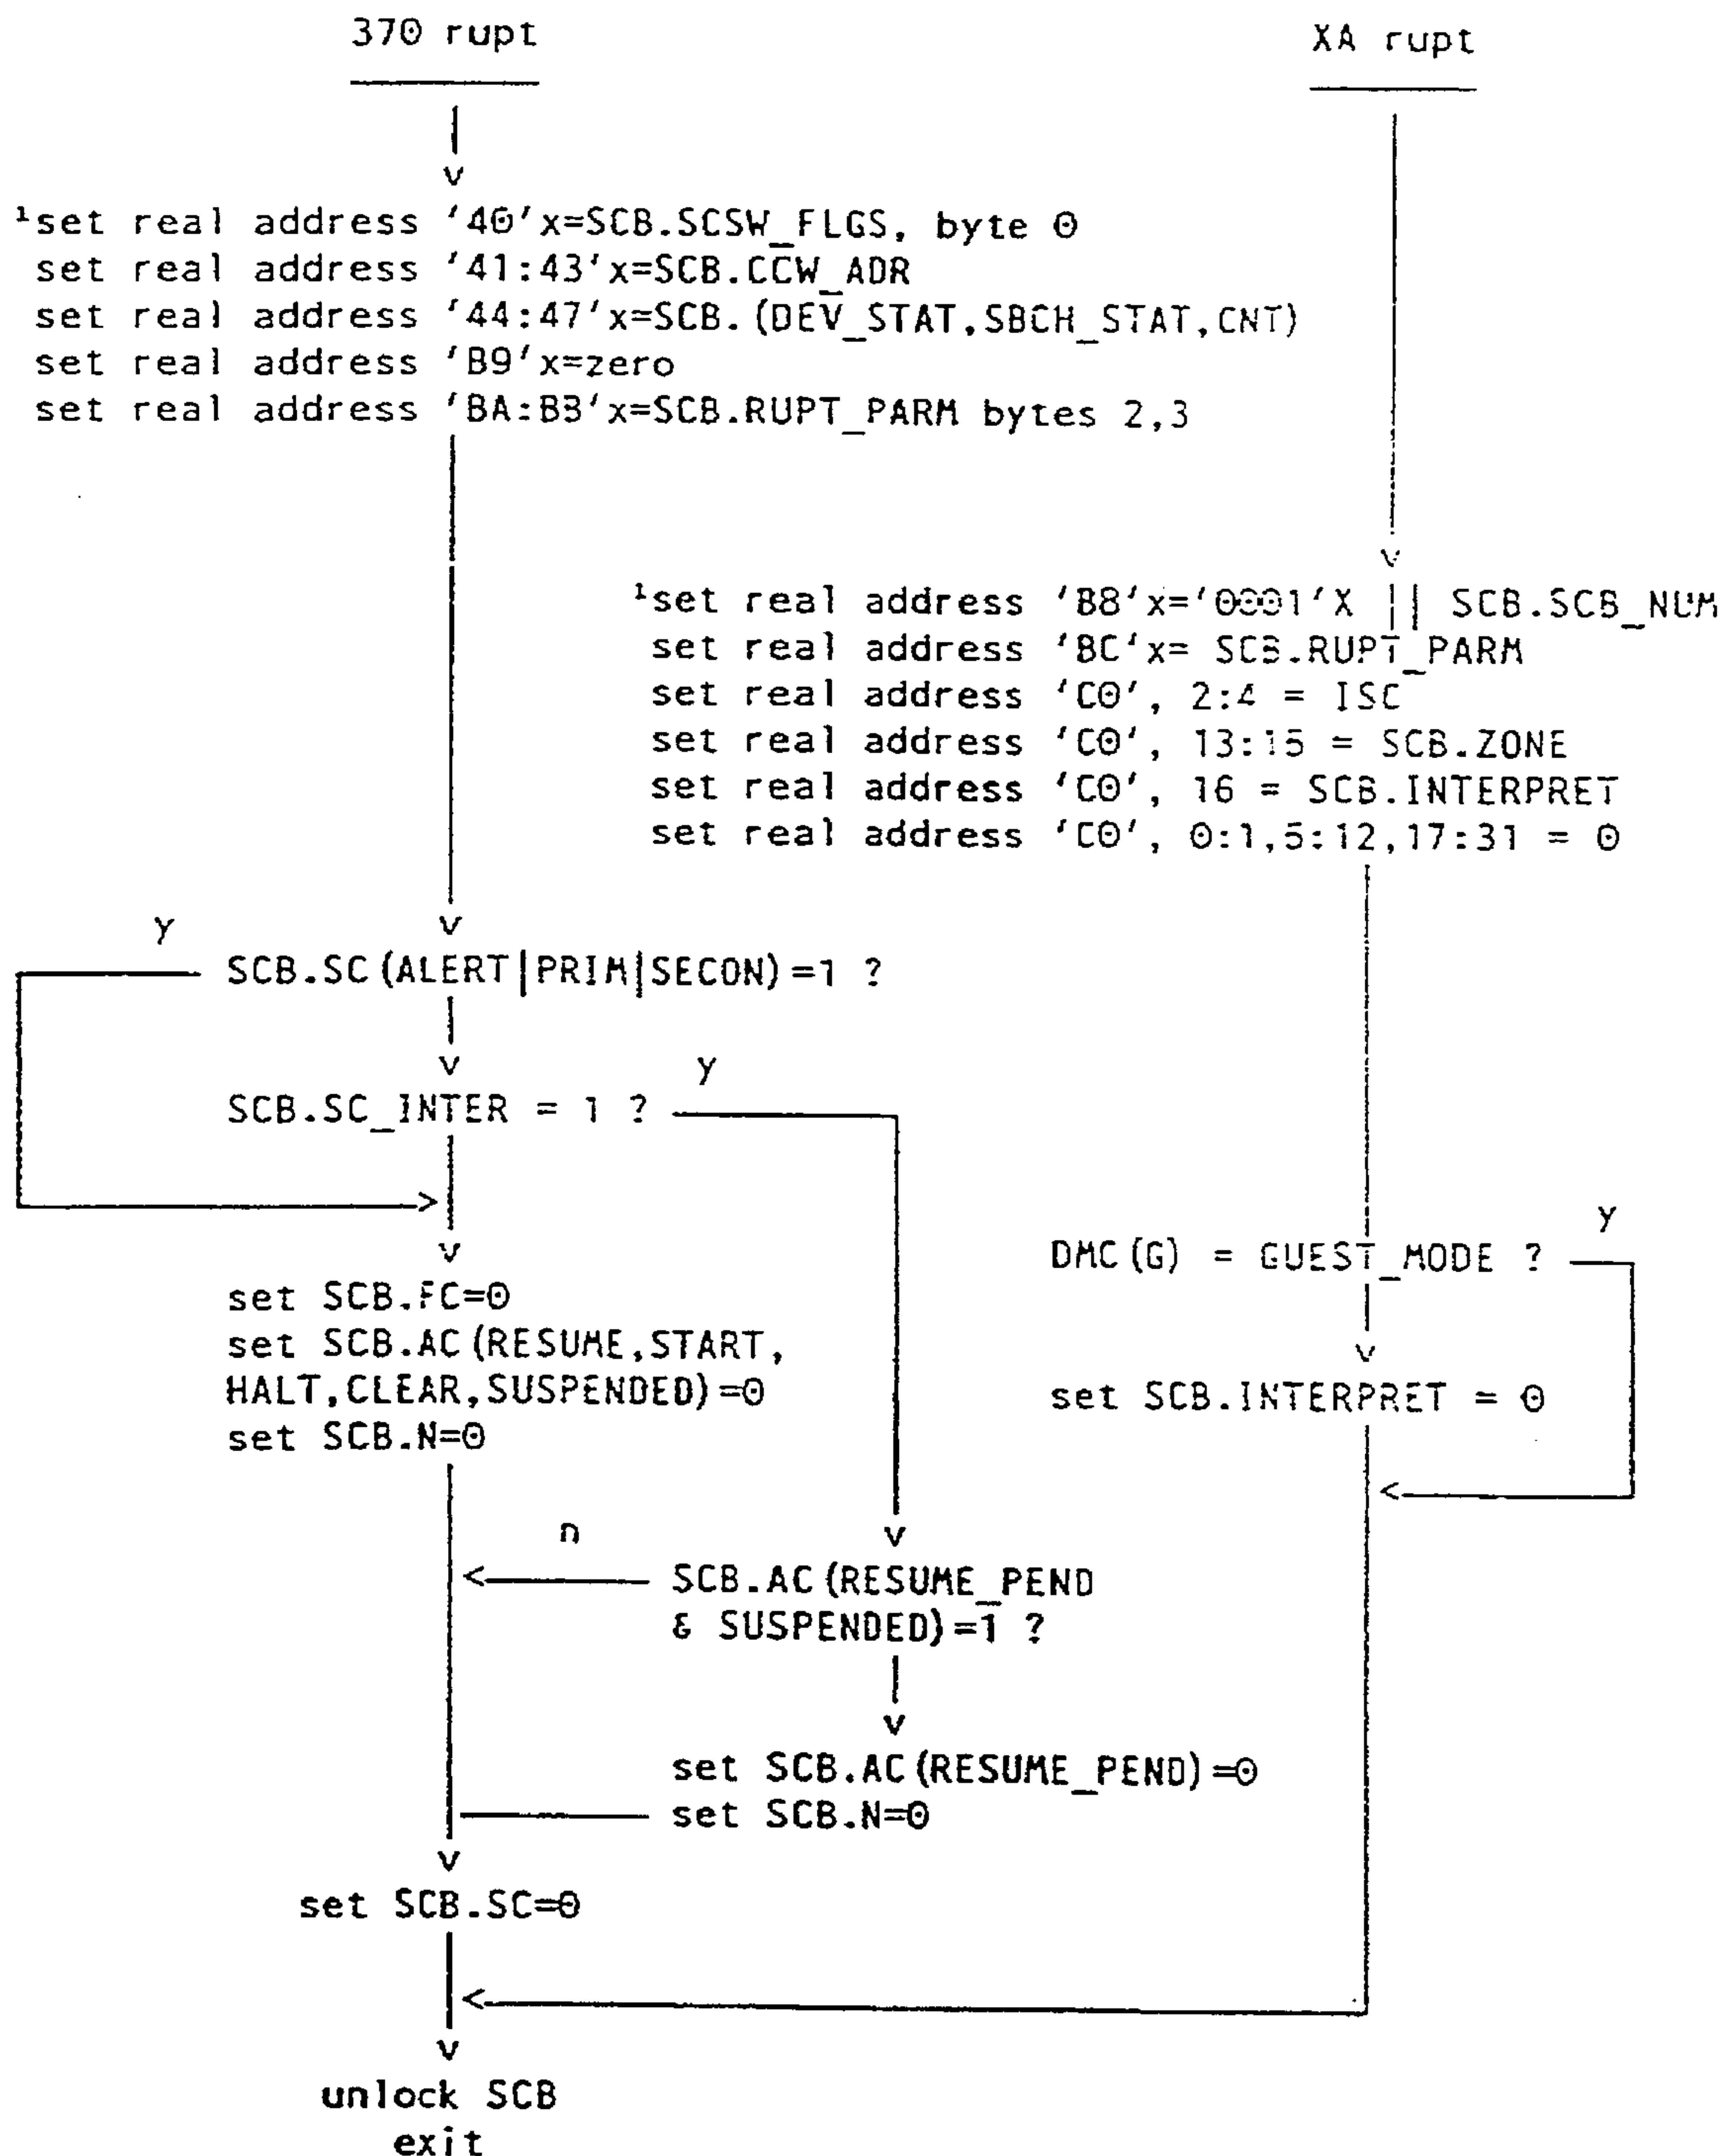 370 rupt
XA rupt
¹set real address '40'x=SCB.SCSW_FLGS, byte 0
set real address '41:43'x=SCB.CCW_ADR
set real address '44:47'x=SCB.(DEV_STAT,SBCH_STAT,CNT)
set real address 'B9'x=zero
set real address 'BA:BB'x=SCB.RUPT_PARM bytes 2,3
¹set real address 'B8'x='0001'X || SCB.SCB_NUM
set real address 'BC'x= SCB.RUPT_PARM
set real address 'C0', 2:4 = ISC
set real address 'C0', 13:15 = SCB.ZONE
set real address 'C0', 16 = SCB.INTERPRET
set real address 'C0', 0:1,5:12,17:31 = 0
y
SCB.SC(ALERT|PRIM|SECON)=1 ?
y
SCB.SC_INTER = 1 ?
y
DMC(G) = GUEST_MODE ?
set SCB.FC=0
set SCB.AC(RESUME,START,
HALT,CLEAR,SUSPENDED)=0
set SCB.N=0
set SCB.INTERPRET = 0
n
SCB.AC(RESUME_PEND
& SUSPENDED)=1 ?
set SCB.AC(RESUME_PEND)=0
set SCB.N=0
set SCB.SC=0
unlock SCB
exit